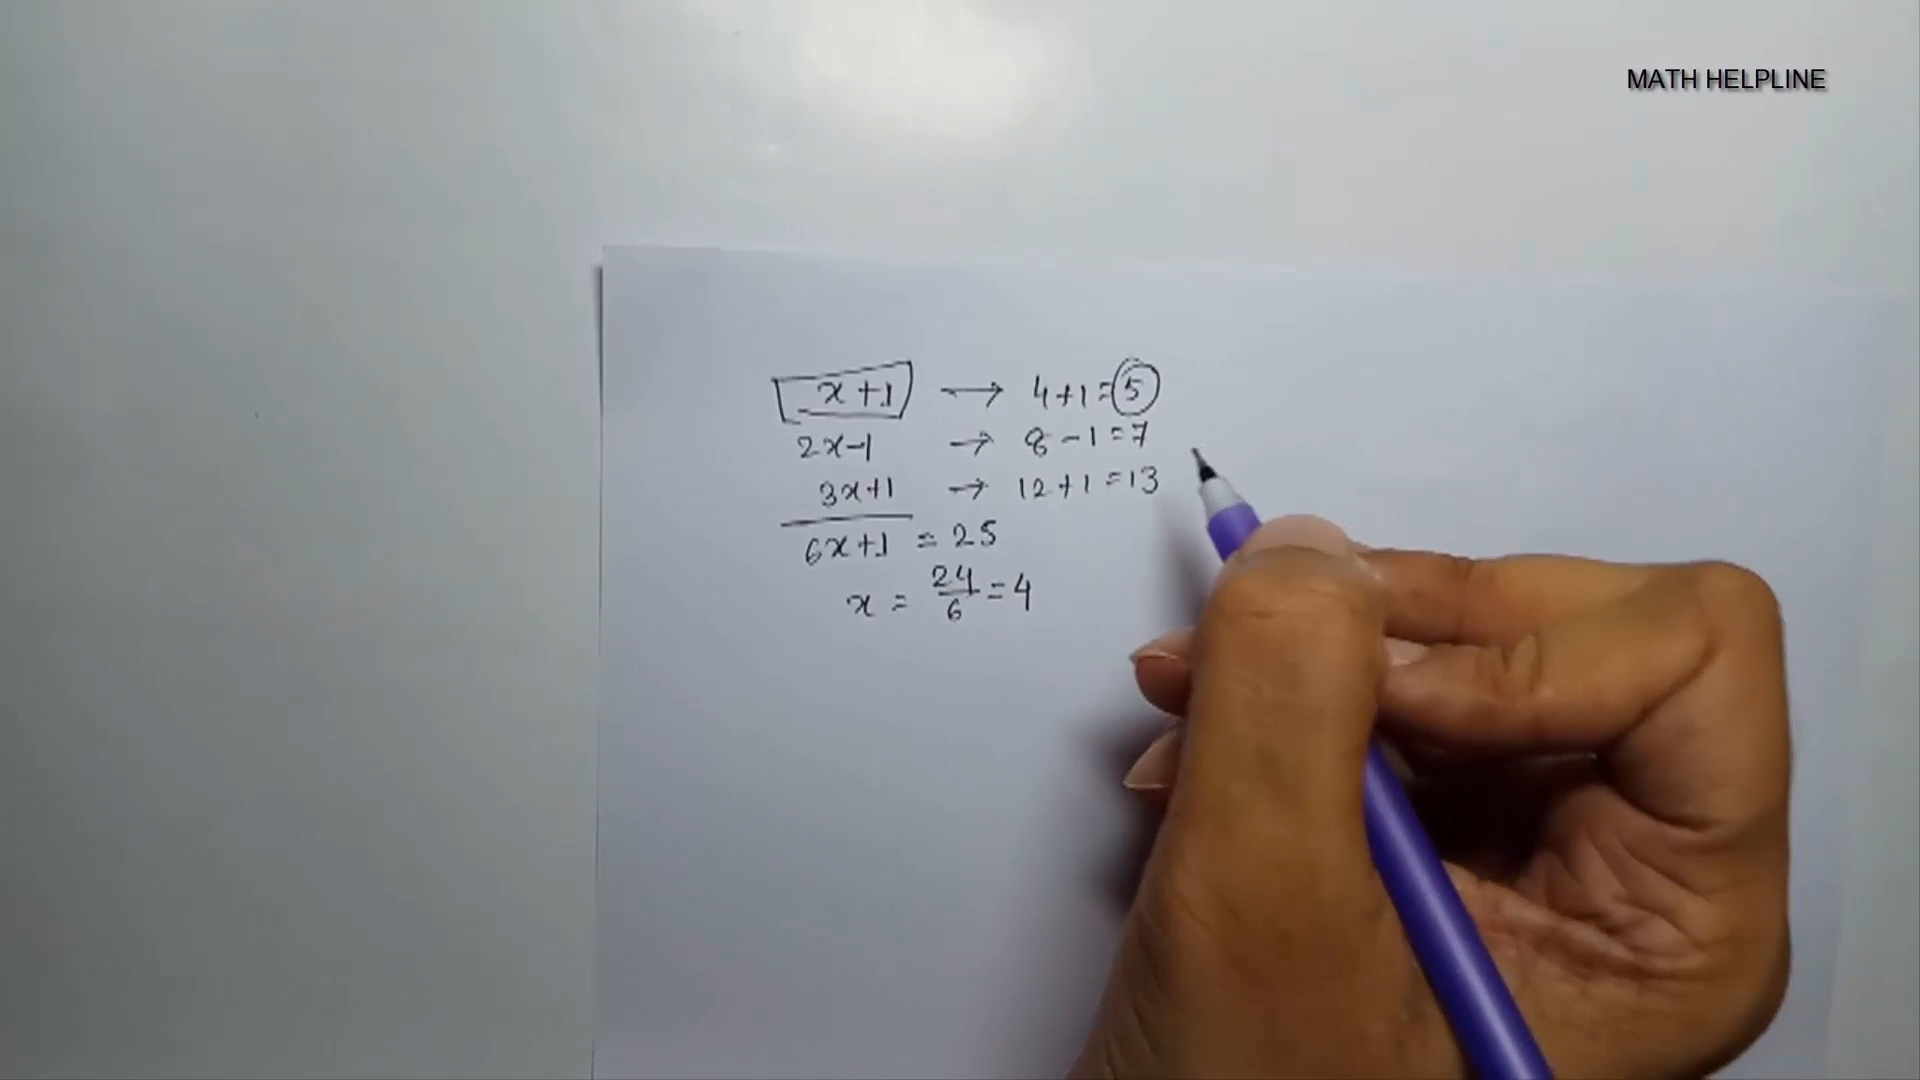 MATH HELPLINE
x+1 → 4+1=5
2x-1 → 8-1=7
3x+1 → 12+1=13
6x+1 = 25
x = 24/6 = 4